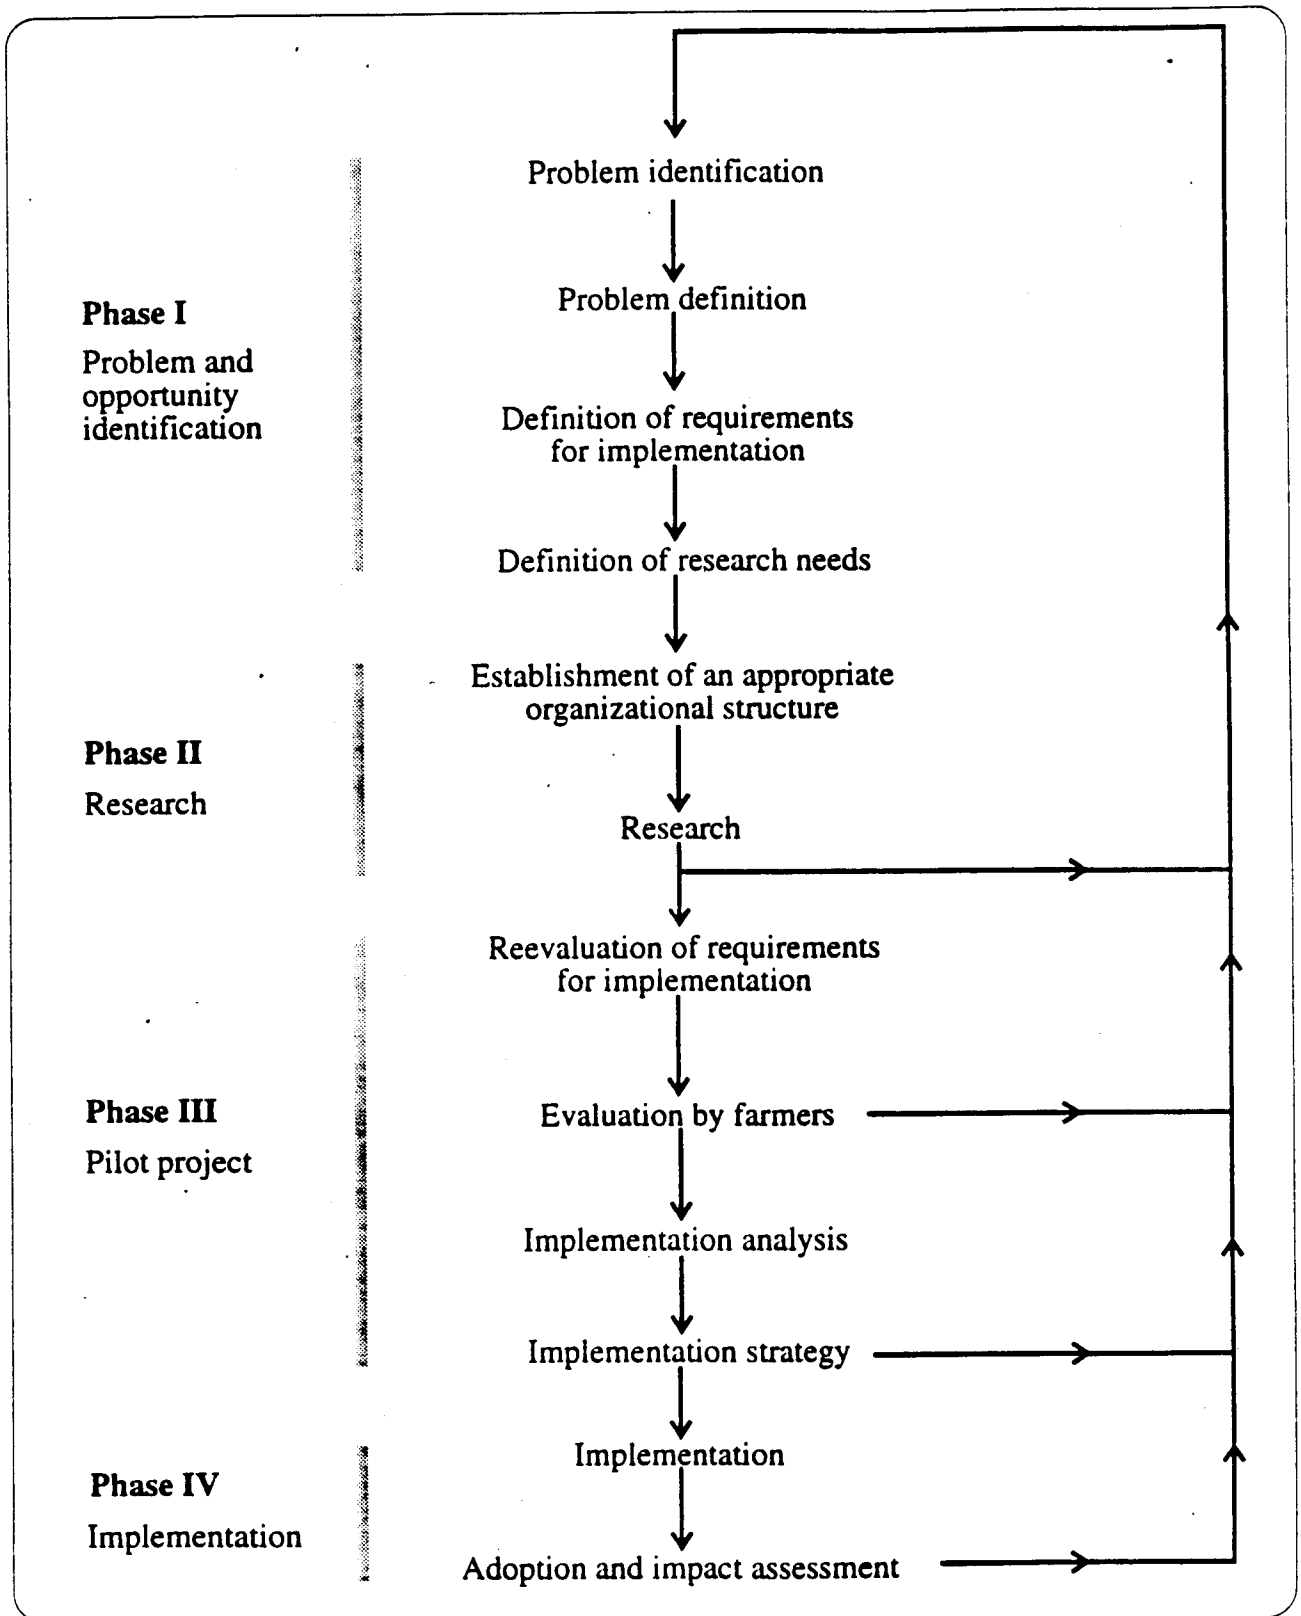 Problem identification
Problem definition
Phase I
Problem and
opportunity
identification
Definition of requirements
for implementation
Definition of research needs
Establishment of an appropriate
organizational structure
Phase II
Research
Research
Reevaluation of requirements
for implementation
Phase III
Pilot project
Evaluation by farmers
Implementation analysis
Implementation strategy
Implementation
Phase IV
Implementation
Adoption and impact assessment